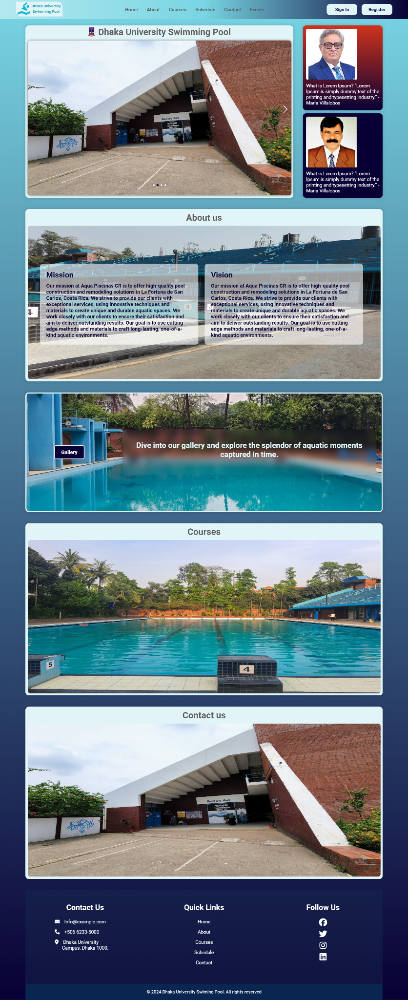 Dhaka University
Swimming Pool
Home
About
Courses
Schedule
Contact
Events
Sign In
Register
Dhaka University Swimming Pool
What is Lorem Ipsum? "Lorem
Ipsum is simply dummy text of the
printing and typesetting industry." -
Maria Villalobos
What is Lorem Ipsum? "Lorem
Ipsum is simply dummy text of the
printing and typesetting industry." -
Maria Villalobos
About us
Mission
Our mission at Aqua Piscinas CR is to offer high-quality pool
construction and remodeling solutions in La Fortuna de San
Carlos, Costa Rica. We strive to provide our clients with
exceptional services, using innovative techniques and
materials to create unique and durable aquatic spaces. We
work closely with our clients to ensure their satisfaction and
aim to deliver outstanding results. Our goal is to use cutting-
edge methods and materials to craft long-lasting, one-of-a-
kind aquatic environments.
Vision
Our mission at Aqua Piscinas CR is to offer high-quality pool
construction and remodeling solutions in La Fortuna de San
Carlos, Costa Rica. We strive to provide our clients with
exceptional services, using innovative techniques and
materials to create unique and durable aquatic spaces. We
work closely with our clients to ensure their satisfaction and
aim to deliver outstanding results. Our goal is to use cutting-
edge methods and materials to craft long-lasting, one-of-a-
kind aquatic environments.
4
3
Gallery
Dive into our gallery and explore the splendor of aquatic moments
captured in time.
Courses
5
4
Contact us
Contact Us
Info@example.com
+506 6233-5000
Dhaka University
Campus, Dhaka-1000.
Quick Links
Home
About
Courses
Schedule
Contact
Follow Us
© 2024 Dhaka University Swiming Pool. All rights reserved